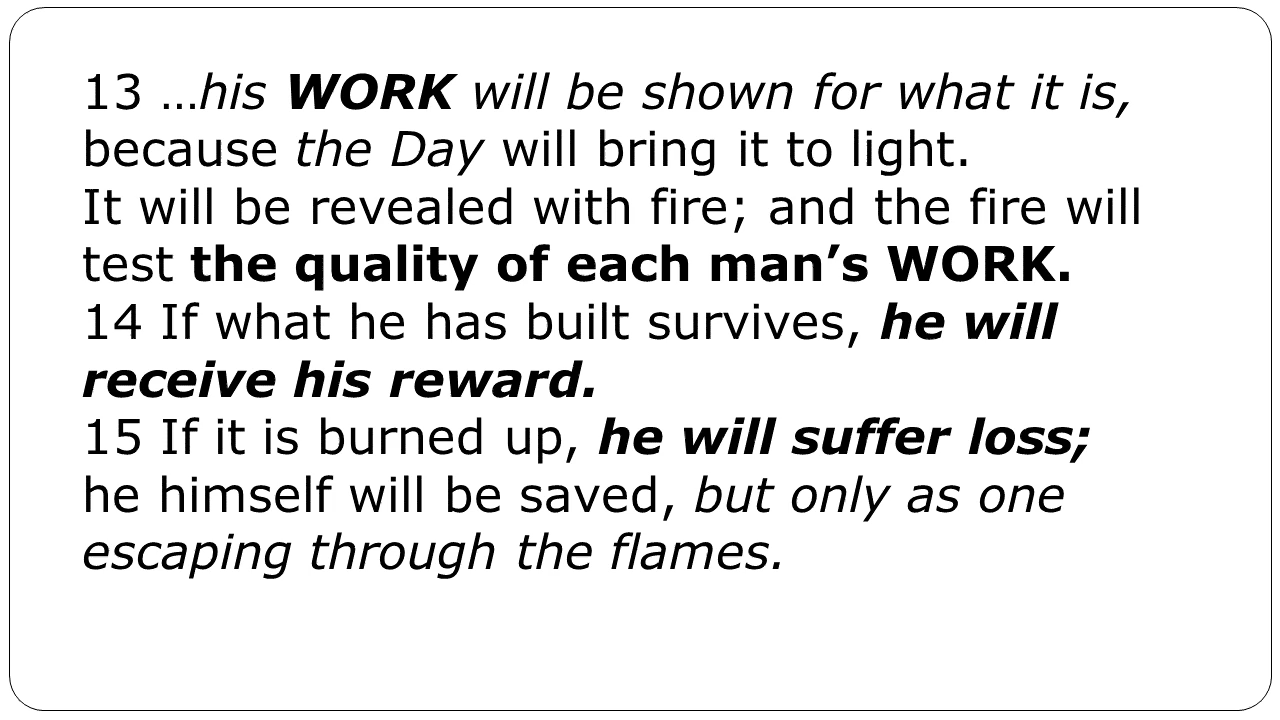 13 …his WORK will be shown for what it is,
because the Day will bring it to light.
It will be revealed with fire; and the fire will
test the quality of each man’s WORK.
14 If what he has built survives, he will
receive his reward.
15 If it is burned up, he will suffer loss;
he himself will be saved, but only as one
escaping through the flames.